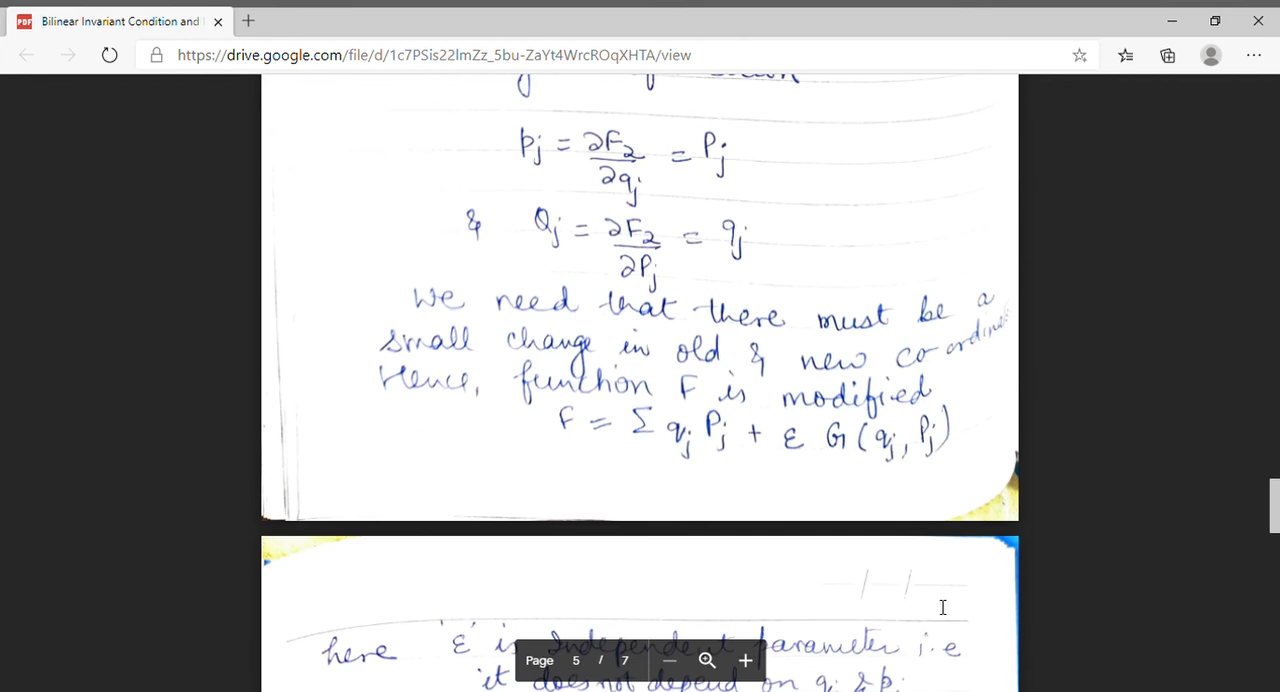 Bilinear Invariant Condition and
https://drive.google.com/file/d/1c7PSis22lmZz_5bu-ZaYt4WrcROqXHTA/view
pj = ∂F2/∂qj = Pj
& Qj = ∂F2/∂Pj = qj
We need that there must be a
small change in old & new co-ordinat
Hence, function F is modified
F = Σ qj Pj + ε G(qj, Pj)
here 'ε' is Independent parameter i.e
it does not depend on qj & pj
Page 5 / 7